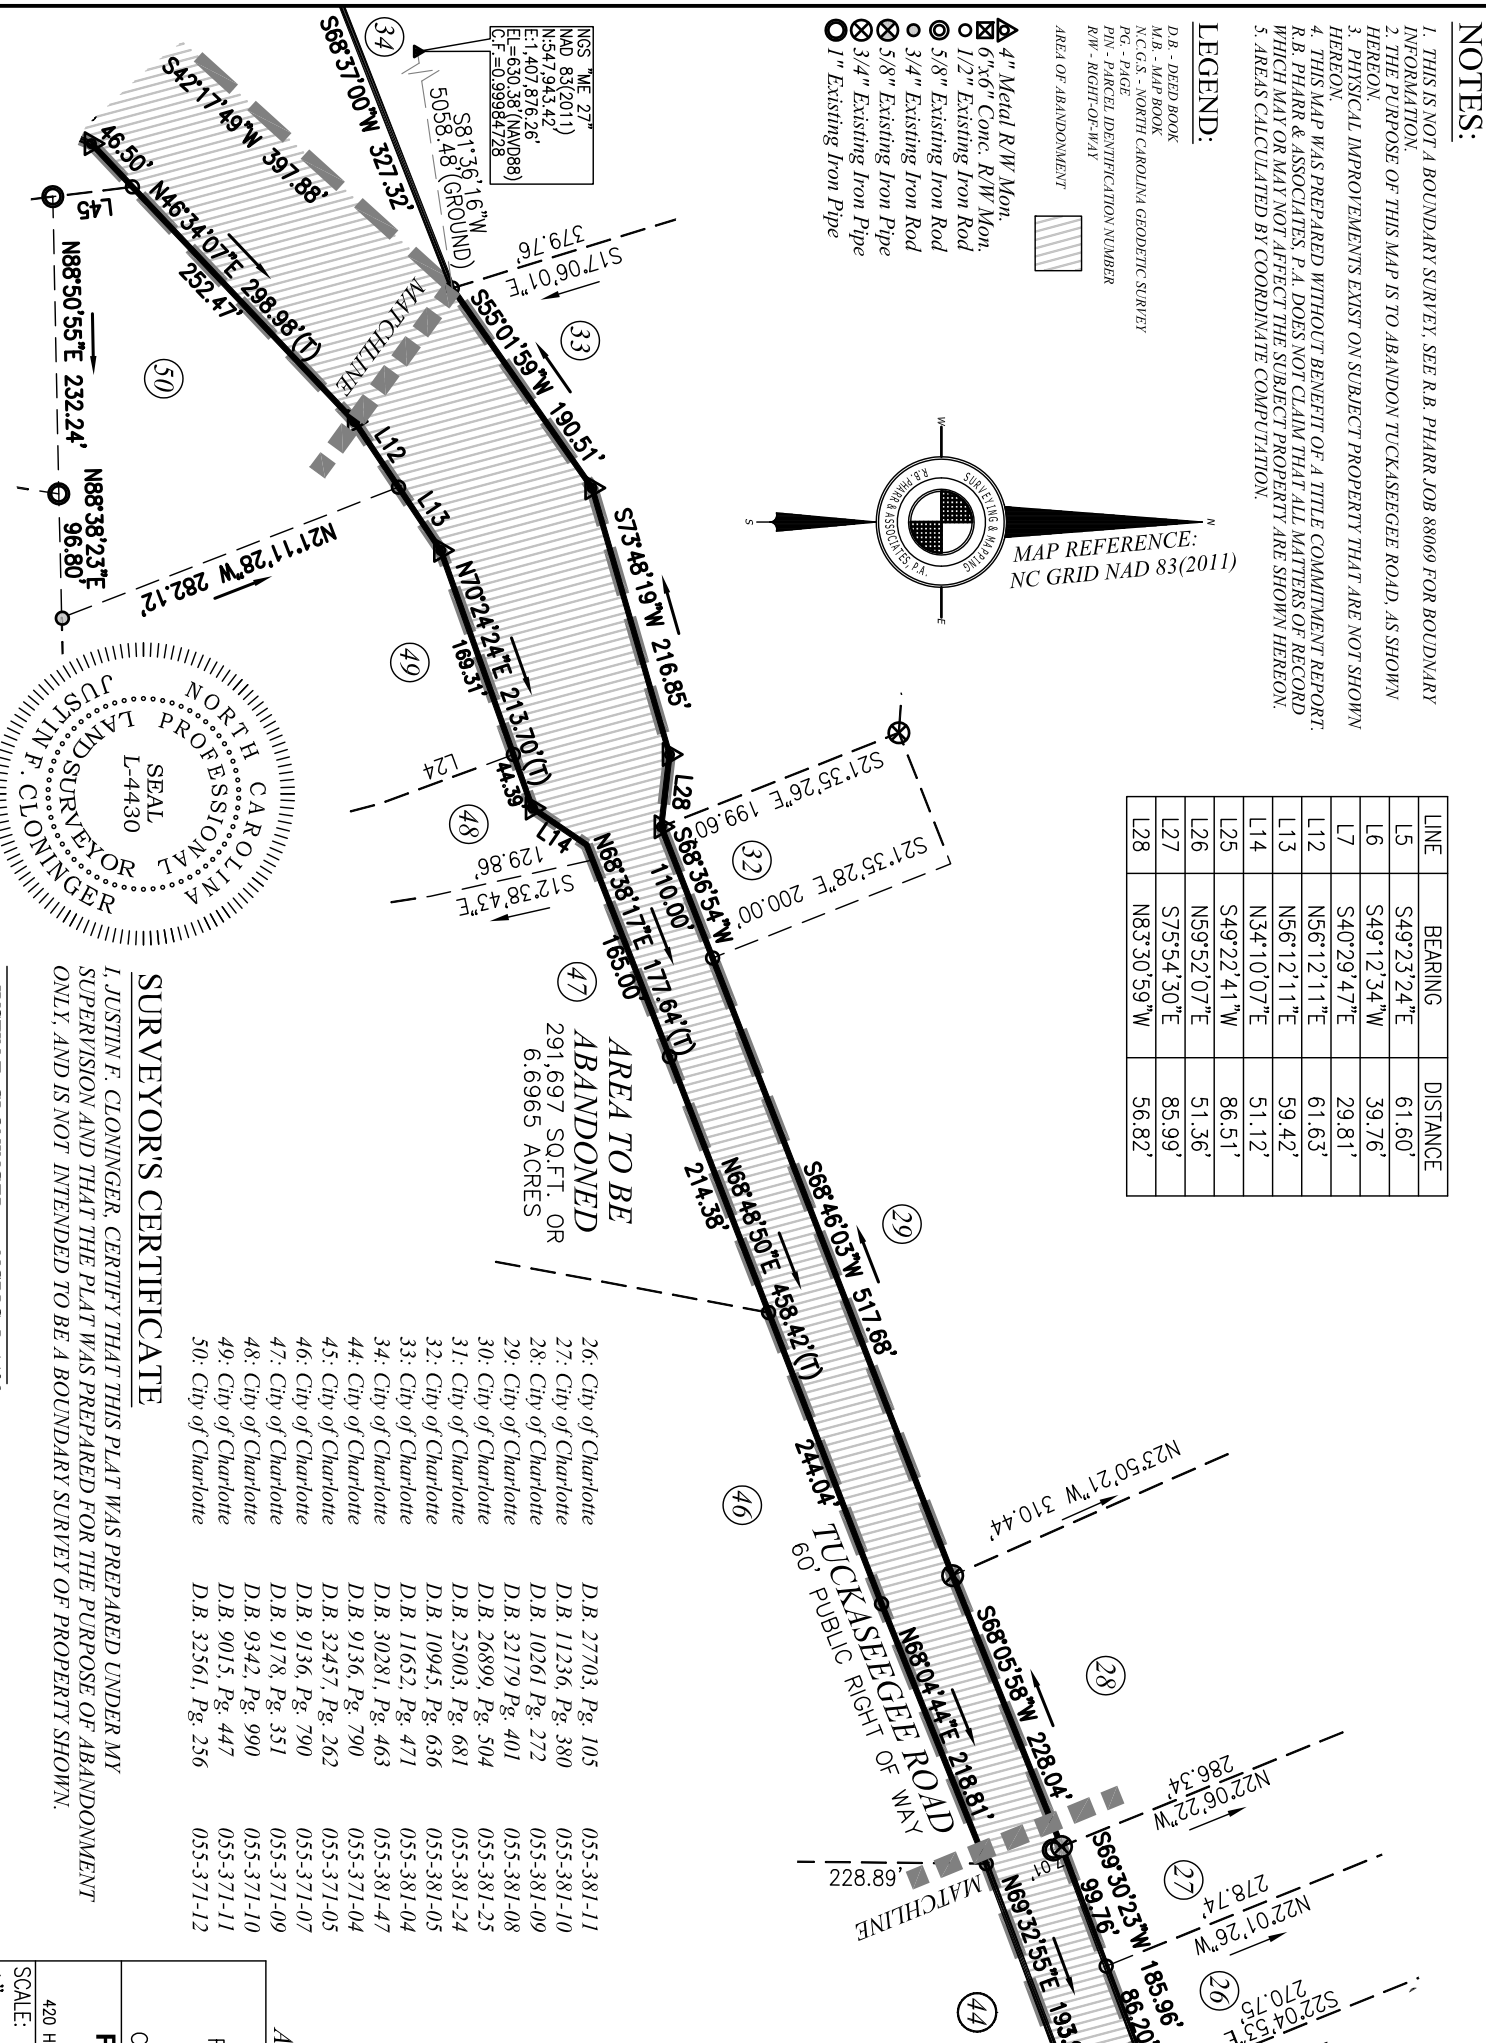 NOTES:
1. THIS IS NOT A BOUNDARY SURVEY, SEE R.B. PHARR JOB 88069 FOR BOUDNARY
INFORMATION.
2. THE PURPOSE OF THIS MAP IS TO ABANDON TUCKASEEGEE ROAD, AS SHOWN
HEREON.
3. PHYSICAL IMPROVEMENTS EXIST ON SUBJECT PROPERTY THAT ARE NOT SHOWN
HEREON.
4. THIS MAP WAS PREPARED WITHOUT BENEFIT OF A TITLE COMMITMENT REPORT.
R.B. PHARR & ASSOCIATES, P.A. DOES NOT CLAIM THAT ALL MATTERS OF RECORD
WHICH MAY OR MAY NOT AFFECT THE SUBJECT PROPERTY ARE SHOWN HEREON.
5. AREAS CALCULATED BY COORDINATE COMPUTATION.
LEGEND:
D.B. - DEED BOOK
M.B. - MAP BOOK
N.C.G.S. - NORTH CAROLINA GEODETIC SURVEY
PG. - PAGE
PIN - PARCEL IDENTIFICATION NUMBER
R/W - RIGHT-OF-WAY
AREA OF ABANDONMENT
4" Metal R/W Mon.
6"x6" Conc. R/W Mon.
1/2" Existing Iron Rod
5/8" Existing Iron Rod
3/4" Existing Iron Rod
5/8" Existing Iron Pipe
3/4" Existing Iron Pipe
1" Existing Iron Pipe
N
W
E
S
SURVEYING & MAPPING
R.B. PHARR & ASSOCIATES, P.A.
MAP REFERENCE:
NC GRID NAD 83(2011)
LINE BEARING DISTANCE
L5 S49°23'24"E 61.60'
L6 S49°12'34"W 39.76'
L7 S40°29'47"E 29.81'
L12 N56°12'11"E 61.63'
L13 N56°12'11"E 59.42'
L14 N34°10'07"E 51.12'
L25 S49°22'41"W 86.51'
L26 N59°52'07"E 51.36'
L27 S75°54'30"E 85.99'
L28 N83°30'59"W 56.82'
NGS "ME 27"
NAD 83(2011)
N:547,943.42'
E:1,407,876.26'
EL=630.38'(NAVD88)
C.F.=0.99984728
S81°36'16"W
5058.48'(GROUND)
34
S68°37'00"W 327.32'
S42°17'49"W 397.88'
46.50'
L45
N46°34'07"E 298.98'(T)
252.47'
N88°50'55"E 232.24'
N88°38'23"E
96.80'
50
MATCHLINE
S17°06'01"E
379.76'
S55°01'59"W 190.51'
33
L12
L13
N21°11'28"W 282.12'
S73°48'19"W 216.85'
N70°24'24"E 213.70'(T)
169.31'
49
L24
44.39'
48
L14
L28
S21°35'26"E 199.60'
32
S21°35'28"E 200.00'
S68°36'54"W
110.00'
129.86'
S12°38'43"E
N68°38'17"E 177.64'(T)
165.00'
47
AREA TO BE
ABANDONED
291,697 SQ.FT. OR
6.6965 ACRES
S68°46'03"W 517.68'
29
N68°48'50"E 458.42'(T)
214.38'
244.04'
46
TUCKASEEGEE ROAD
60' PUBLIC RIGHT OF WAY
N23°50'21"W 310.44'
S68°05'58"W 228.04'
28
N68°04'44"E 218.81'
286.34'
N22°06'22"W
228.89'
MATCHLINE
S69°30'23"W 185.96'
99.76'
27
278.74'
N22°01'26"W
86.20'
26
S22°04'53"E
270.75'
N69°32'55"E
44
NORTH CAROLINA
PROFESSIONAL
SEAL
L-4430
LAND SURVEYOR
JUSTIN F. CLONINGER
26: City of Charlotte D.B. 27703, Pg. 105 055-381-11
27: City of Charlotte D.B. 11236, Pg. 380 055-381-10
28: City of Charlotte D.B. 10261 Pg. 272 055-381-09
29: City of Charlotte D.B. 32179 Pg. 401 055-381-08
30: City of Charlotte D.B. 26899, Pg. 504 055-381-25
31: City of Charlotte D.B. 25003, Pg. 681 055-381-24
32: City of Charlotte D.B. 10945, Pg. 636 055-381-05
33: City of Charlotte D.B. 11652, Pg. 471 055-381-04
34: City of Charlotte D.B. 30281, Pg. 463 055-381-47
44: City of Charlotte D.B. 9136, Pg. 790 055-371-04
45: City of Charlotte D.B. 32457, Pg. 262 055-371-05
46: City of Charlotte D.B. 9136, Pg. 790 055-371-07
47: City of Charlotte D.B. 9178, Pg. 351 055-371-09
48: City of Charlotte D.B. 9342, Pg. 990 055-371-10
49: City of Charlotte D.B. 9015, Pg. 447 055-371-11
50: City of Charlotte D.B. 32561, Pg. 256 055-371-12
SURVEYOR'S CERTIFICATE
I, JUSTIN F. CLONINGER, CERTIFY THAT THIS PLAT WAS PREPARED UNDER MY
SUPERVISION AND THAT THE PLAT WAS PREPARED FOR THE PURPOSE OF ABANDONMENT
ONLY, AND IS NOT INTENDED TO BE A BOUNDARY SURVEY OF PROPERTY SHOWN.
420 H
SCALE: